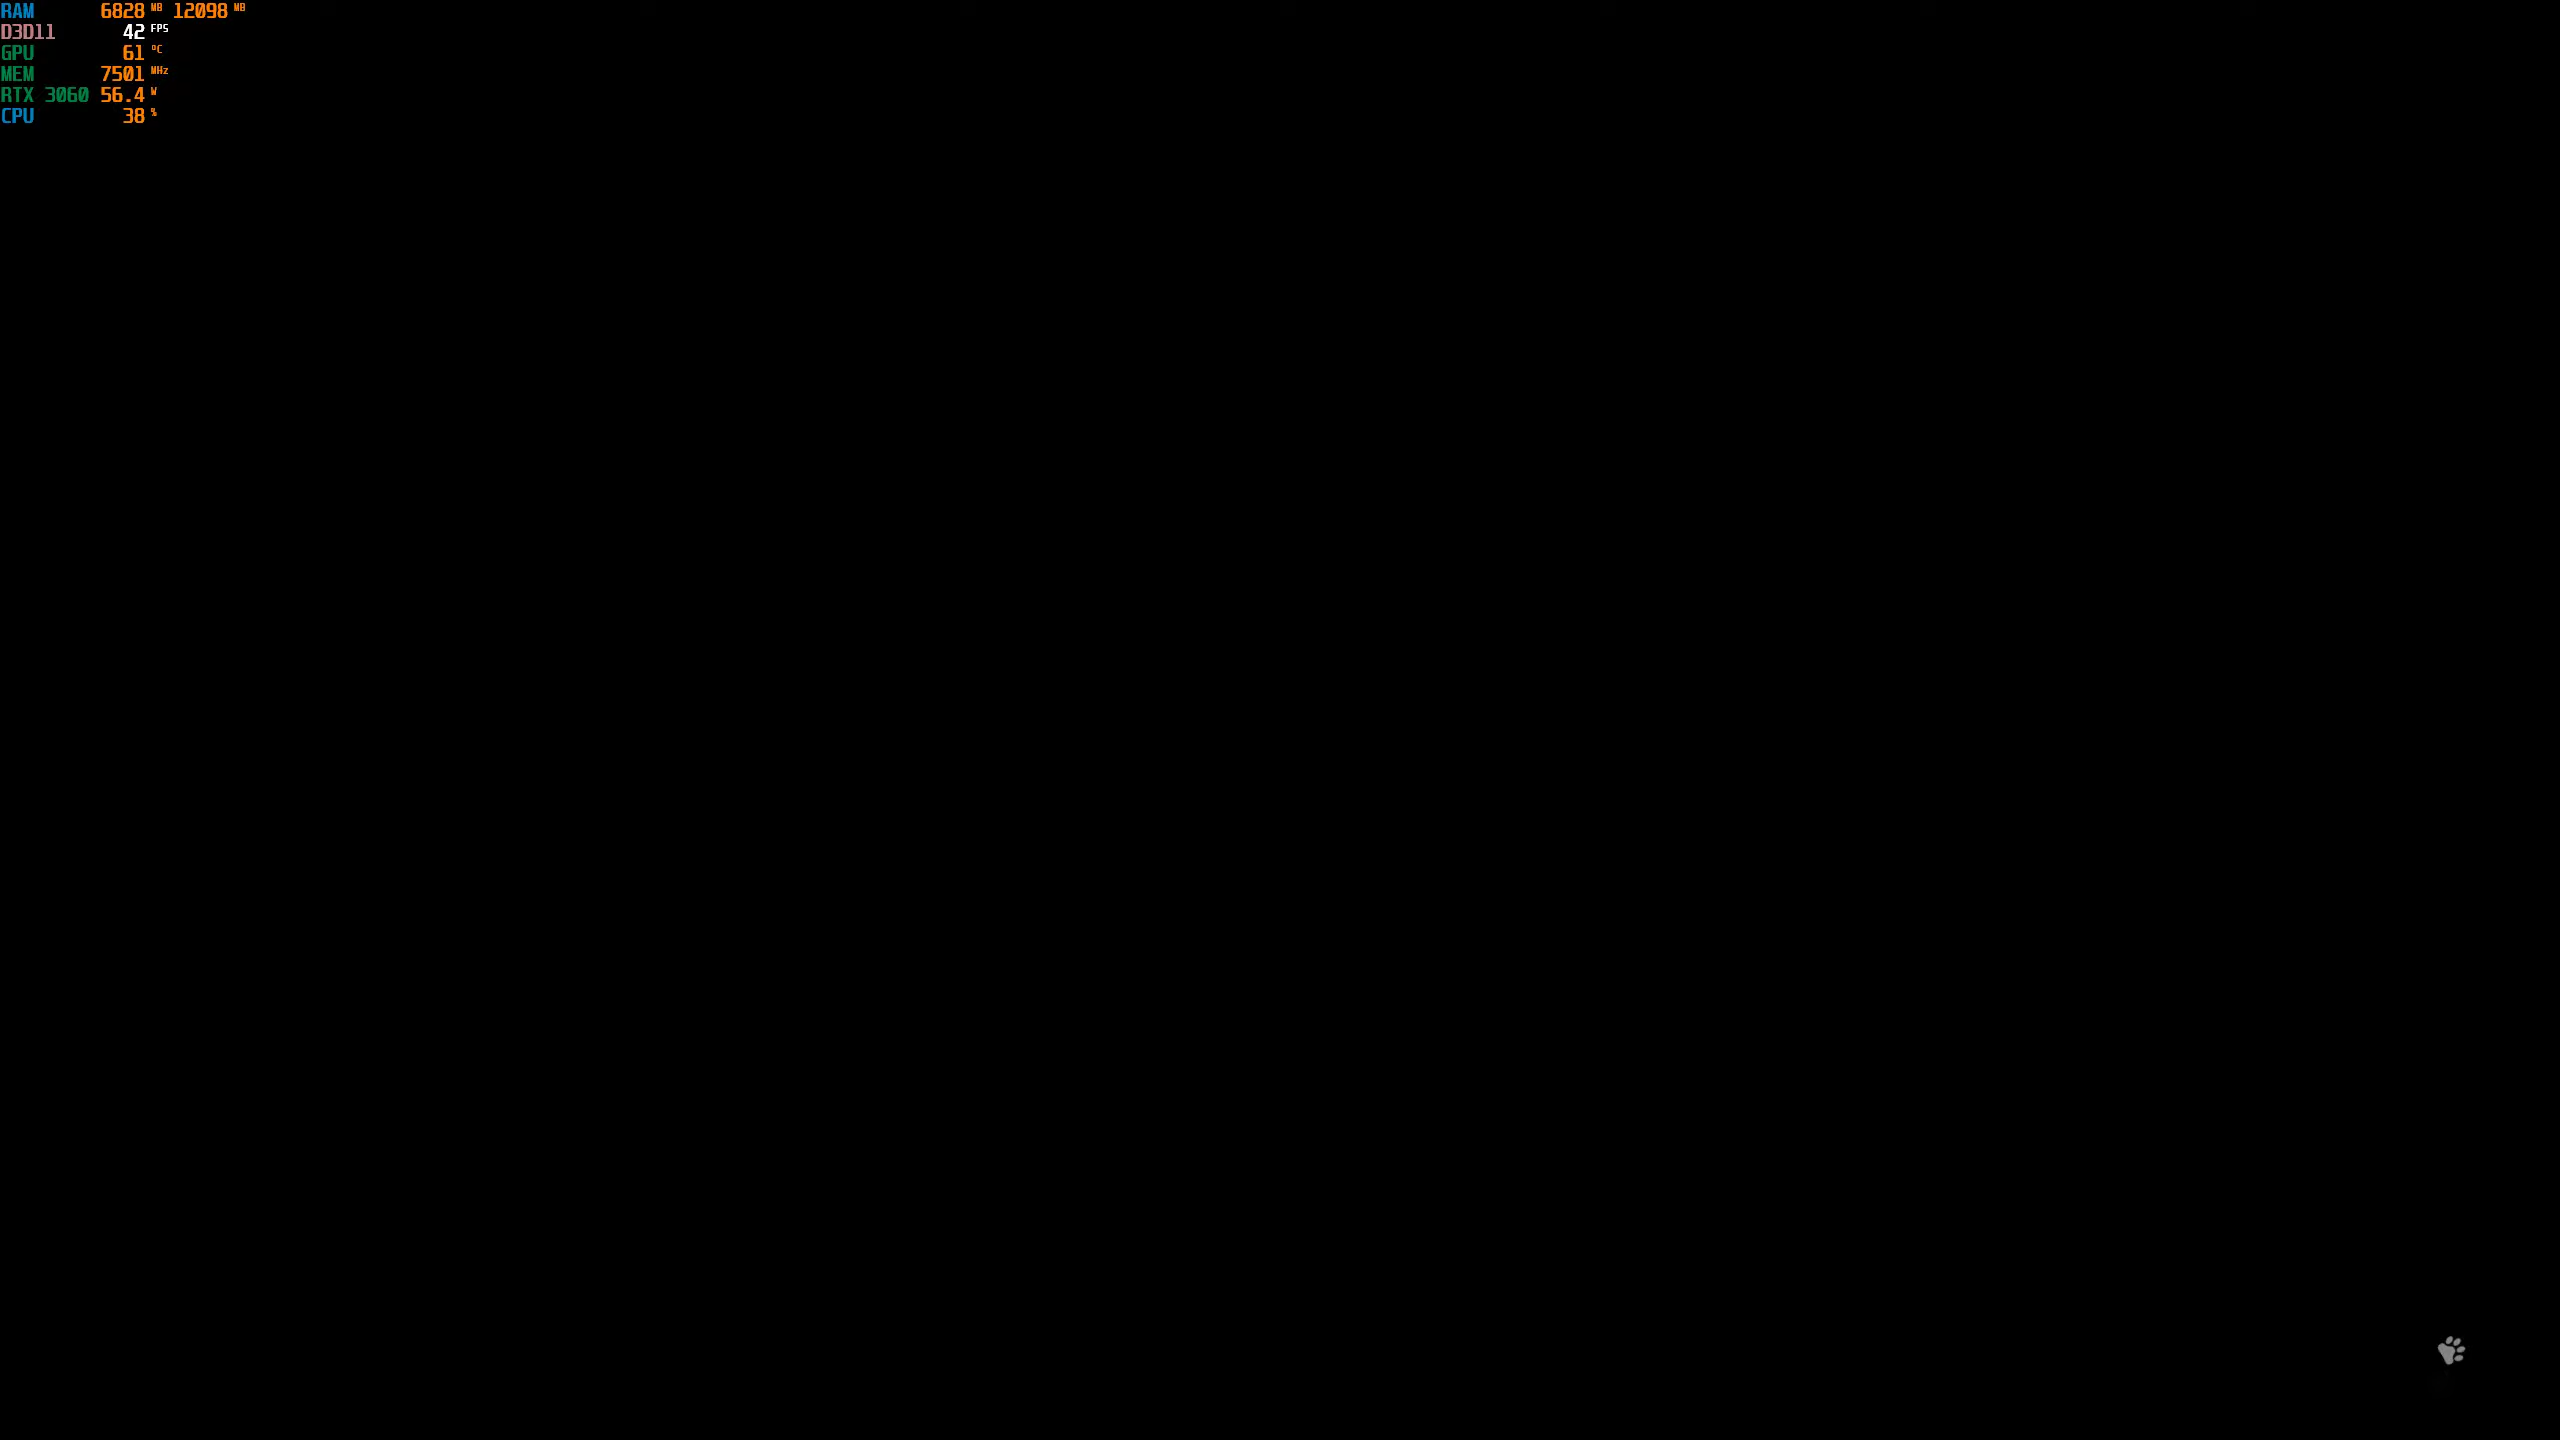 RAM 6828 MB 12098 MB
D3D11 42 FPS
GPU 61 °C
MEM 7501 MHz
RTX 3060 56.4 W
CPU 38 %